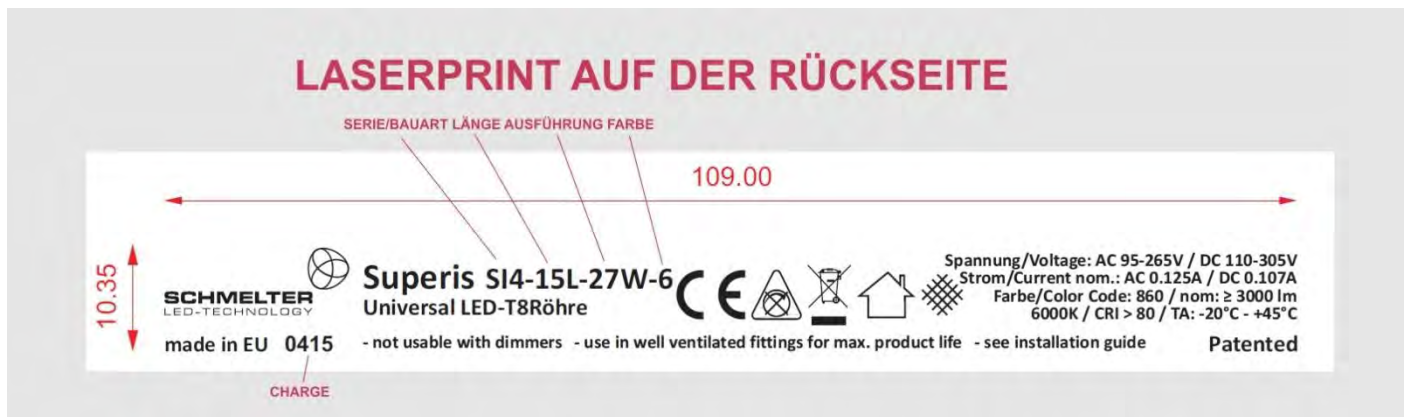 LASERPRINT AUF DER RÜCKSEITE
SERIE/BAUART LÄNGE AUSFÜHRUNG FARBE
109.00
10.35
SCHMELTER
LED-TECHNOLOGY
Superis SI4-15L-27W-6
Universal LED-T8Röhre
CE
Spannung/Voltage: AC 95-265V / DC 110-305V
Strom/Current nom.: AC 0.125A / DC 0.107A
Farbe/Color Code: 860 / nom: ≥ 3000 lm
6000K / CRI > 80 / TA: -20°C - +45°C
made in EU 0415 - not usable with dimmers - use in well ventilated fittings for max. product life - see installation guide Patented
CHARGE